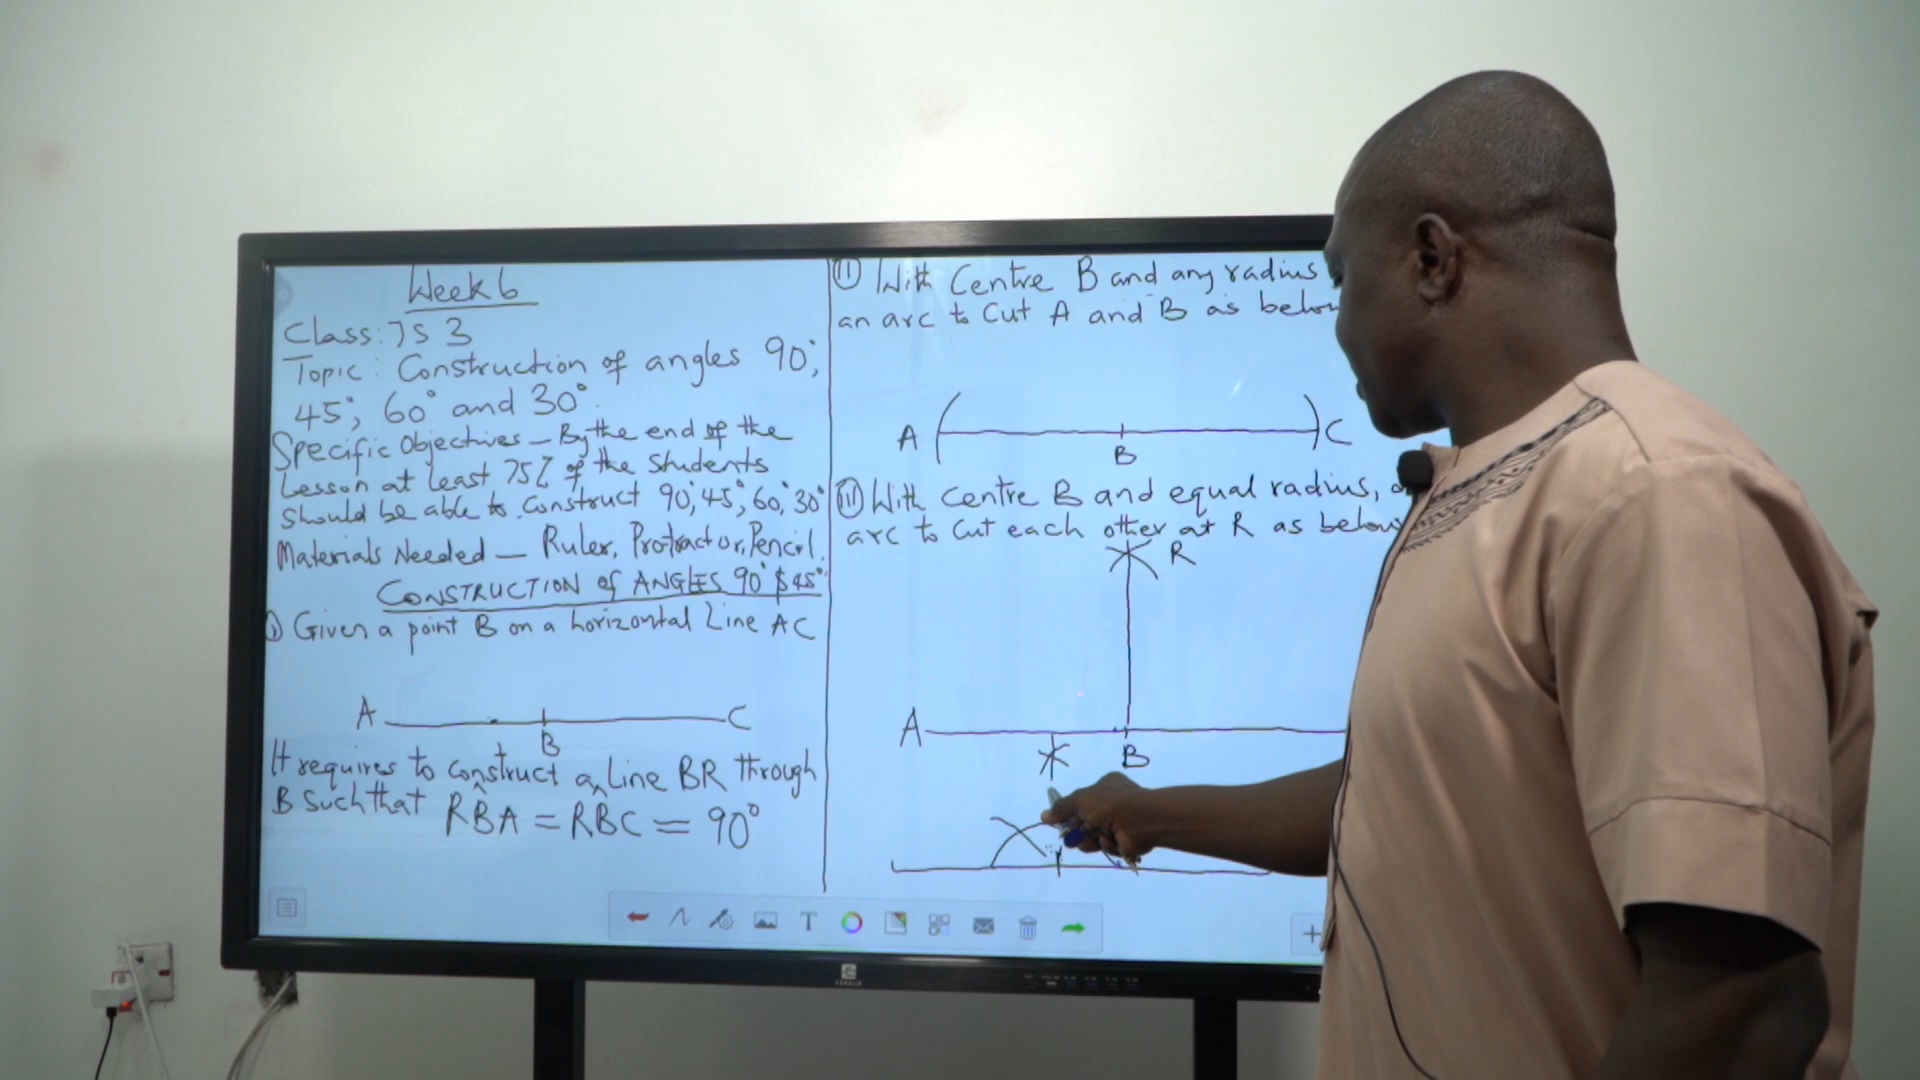 Week 6
Class: JS 3
Topic: Construction of angles 90°,
45°, 60° and 30°.
Specific Objectives - By the end of the
Lesson at least 75% of the students
should be able to construct 90°, 45°, 60°, 30°
Materials Needed - Ruler, Protractor, Pencil.
CONSTRUCTION of ANGLES 90° $ 45°
i) Given a point B on a horizontal Line AC
A C
B
It requires to construct a Line BR through
B such that RBA = RBC = 90°
II With Centre B and any radius
an arc to Cut A and B as below
A C
B
III With centre B and equal radius,
arc to Cut each other at R as below
R
A
B
T